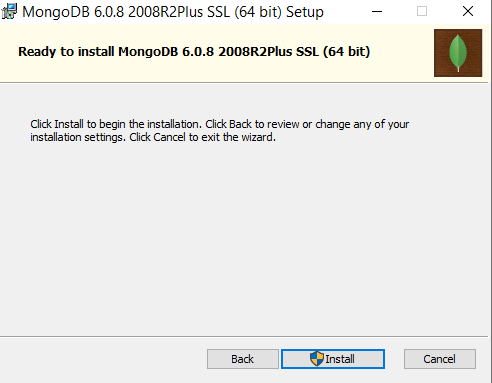 MongoDB 6.0.8 2008R2Plus SSL (64 bit) Setup
Ready to install MongoDB 6.0.8 2008R2Plus SSL (64 bit)
Click Install to begin the installation. Click Back to review or change any of your
installation settings. Click Cancel to exit the wizard.
Back Install Cancel